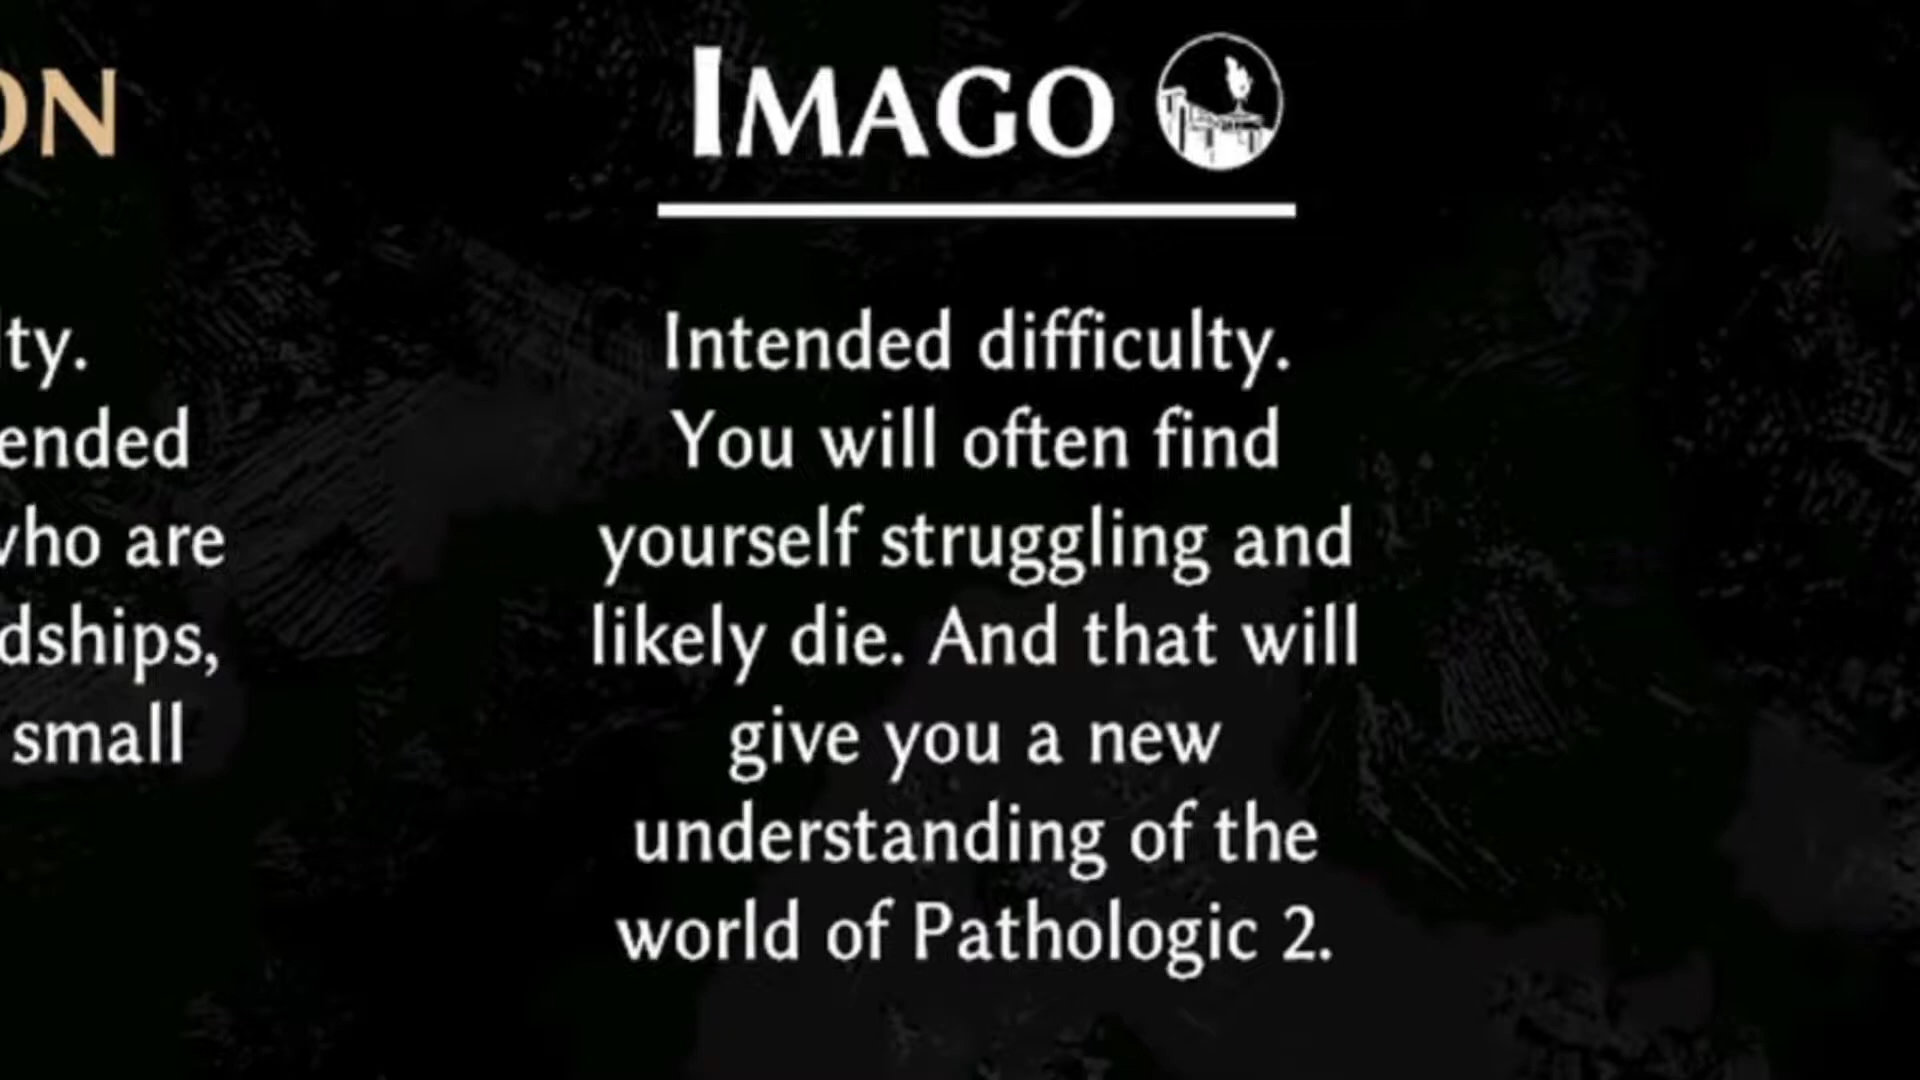 ON
lty.
ended
who are
dships,
small
IMAGO
Intended difficulty.
You will often find
yourself struggling and
likely die. And that will
give you a new
understanding of the
world of Pathologic 2.